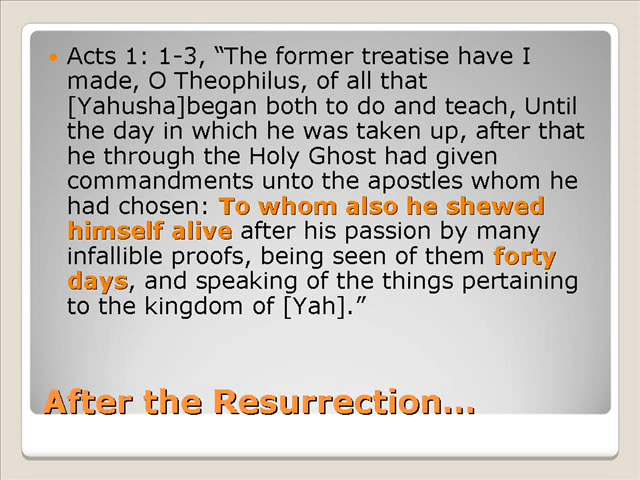 • Acts 1: 1-3, “The former treatise have I
made, O Theophilus, of all that
[Yahusha]began both to do and teach, Until
the day in which he was taken up, after that
he through the Holy Ghost had given
commandments unto the apostles whom he
had chosen: To whom also he shewed
himself alive after his passion by many
infallible proofs, being seen of them forty
days, and speaking of the things pertaining
to the kingdom of [Yah].”
After the Resurrection…